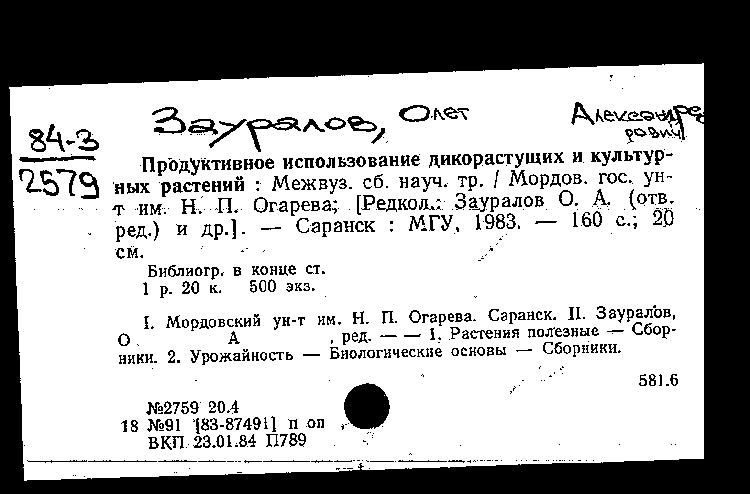 Зауралов, Олег Александрович
84-3
2579
Продуктивное использование дикорастущих и культур-
ных растений : Межвуз. сб. науч. тр. / Мордов. гос. ун-
т им. Н. П. Огарева; [Редкол.: Зауралов О. А. (отв.
ред.) и др.]. — Саранск : МГУ, 1983. — 160 с.; 20
см.
Библиогр. в конце ст.
1 р. 20 к. 500 экз.
I. Мордовский ун-т им. Н. П. Огарева. Саранск. II. Зауралов,
О. А , ред. — — 1. Растения полезные — Сбор-
ники. 2. Урожайность — Биологические основы — Сборники.
581.6
№2759 20.4
18 №91 [83-87491] п оп
ВКП 23.01.84 П789